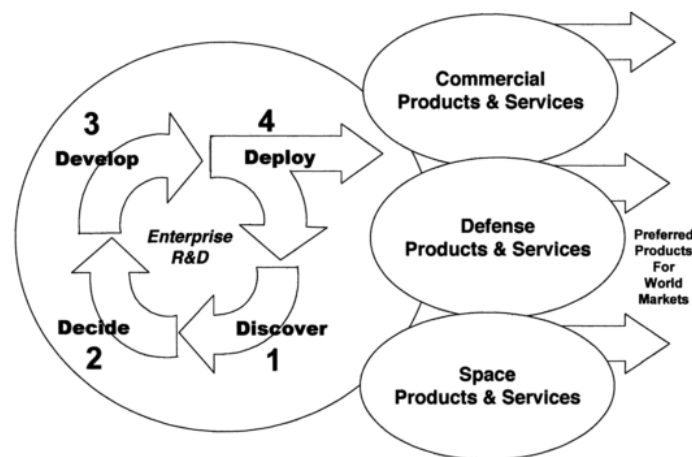 Commercial
Products & Services
3
4
Develop
Deploy
Enterprise
R&D
Defense
Products & Services
Preferred
Products
For
World
Markets
Decide
Discover
2
1
Space
Products & Services